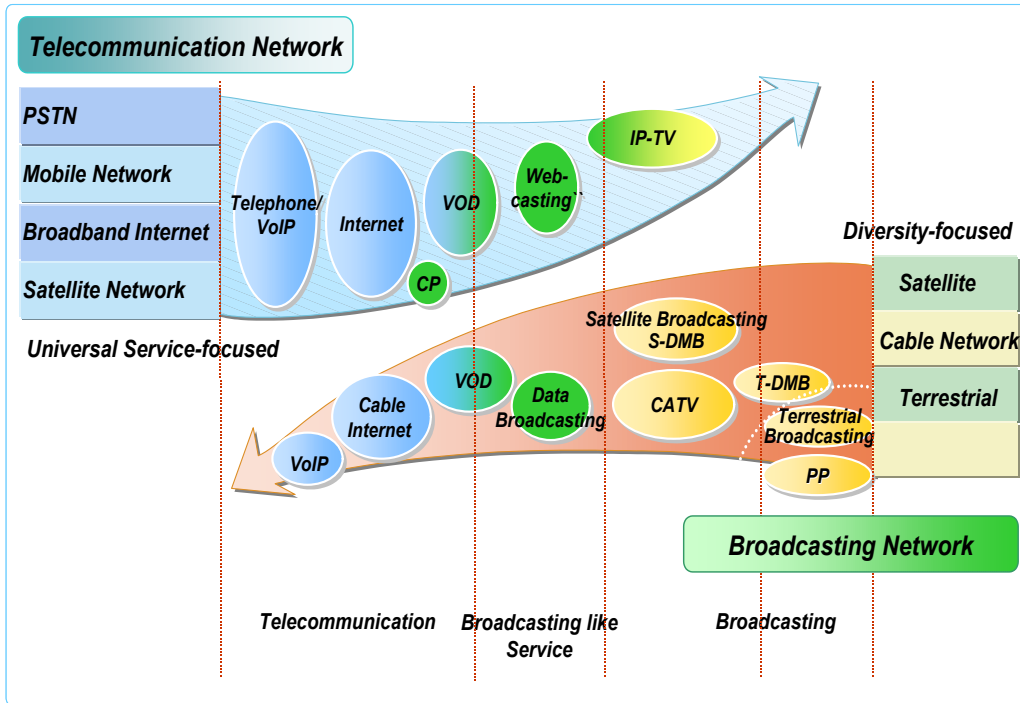 Telecommunication Network
PSTN
Mobile Network
Broadband Internet
Satellite Network
Universal Service-focused
Telephone/
VoIP
Internet
VOD
CP
Web-
casting``
IP-TV
Diversity-focused
Satellite
Cable Network
Terrestrial
Satellite Broadcasting
S-DMB
T-DMB
VOD
Data
Broadcasting
CATV
Terrestrial
Broadcasting
Cable
Internet
VoIP
PP
Broadcasting Network
Telecommunication
Broadcasting like
Service
Broadcasting